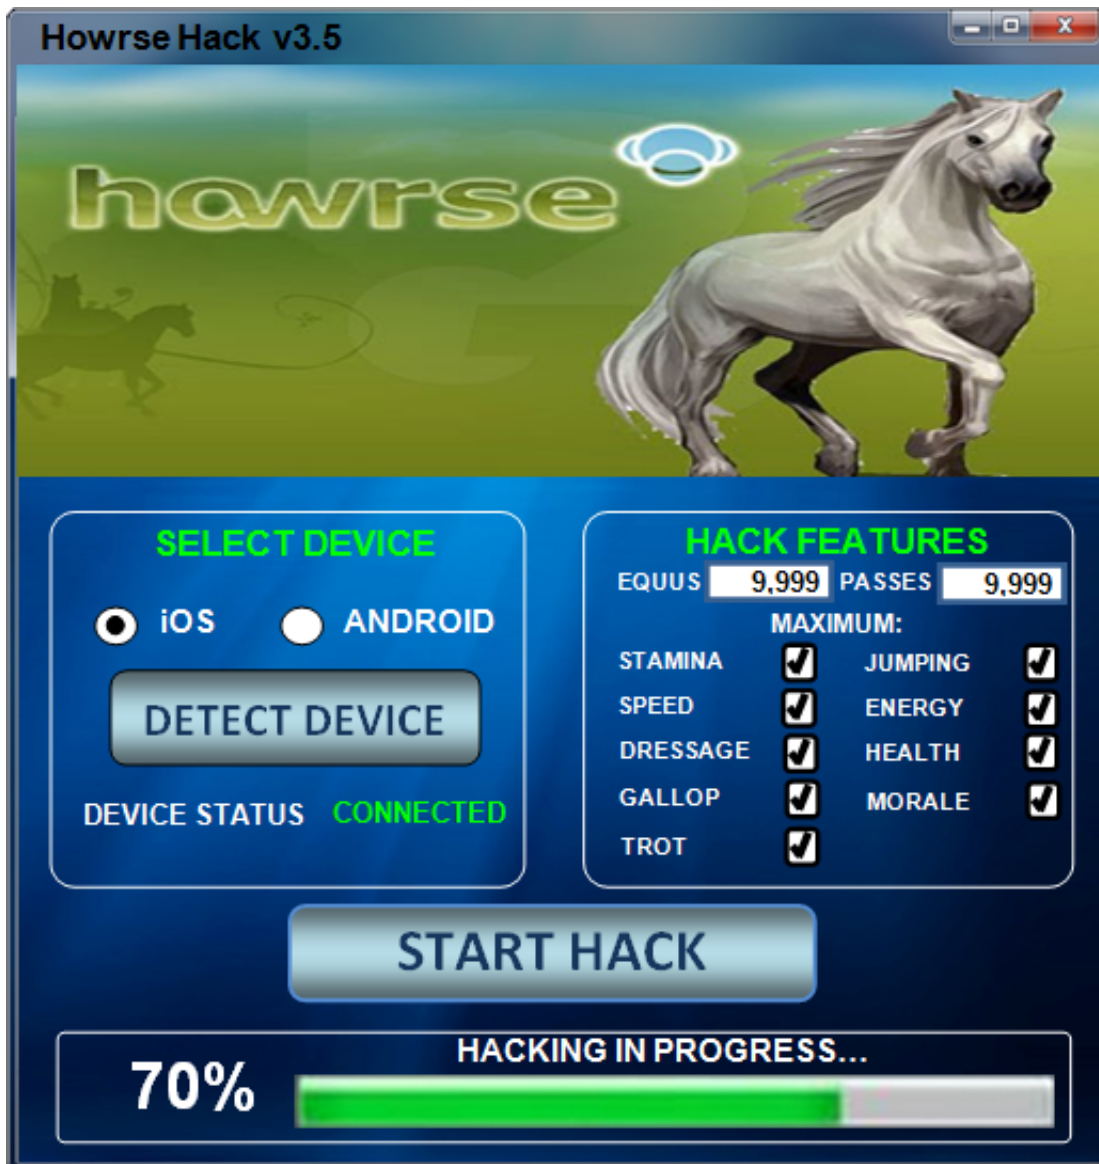 Howrse Hack v3.5
howrse
SELECT DEVICE
iOS ANDROID
DETECT DEVICE
DEVICE STATUS CONNECTED
HACK FEATURES
EQUUS 9,999 PASSES 9,999
MAXIMUM:
STAMINA JUMPING
SPEED ENERGY
DRESSAGE HEALTH
GALLOP MORALE
TROT
START HACK
HACKING IN PROGRESS...
70%